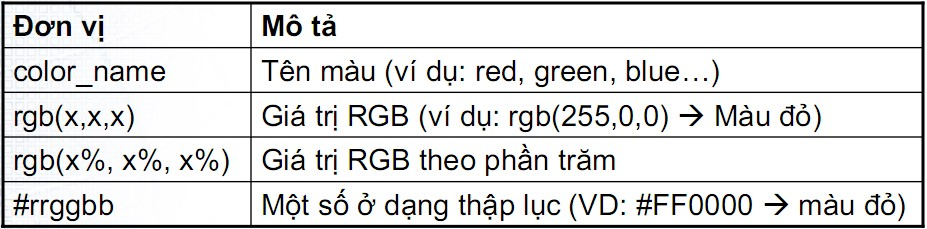 Đơn vị Mô tả
color_name Tên màu (ví dụ: red, green, blue…)
rgb(x,x,x) Giá trị RGB (ví dụ: rgb(255,0,0) → Màu đỏ)
rgb(x%, x%, x%) Giá trị RGB theo phần trăm
#rrggbb Một số ở dạng thập lục (VD: #FF0000 → màu đỏ)